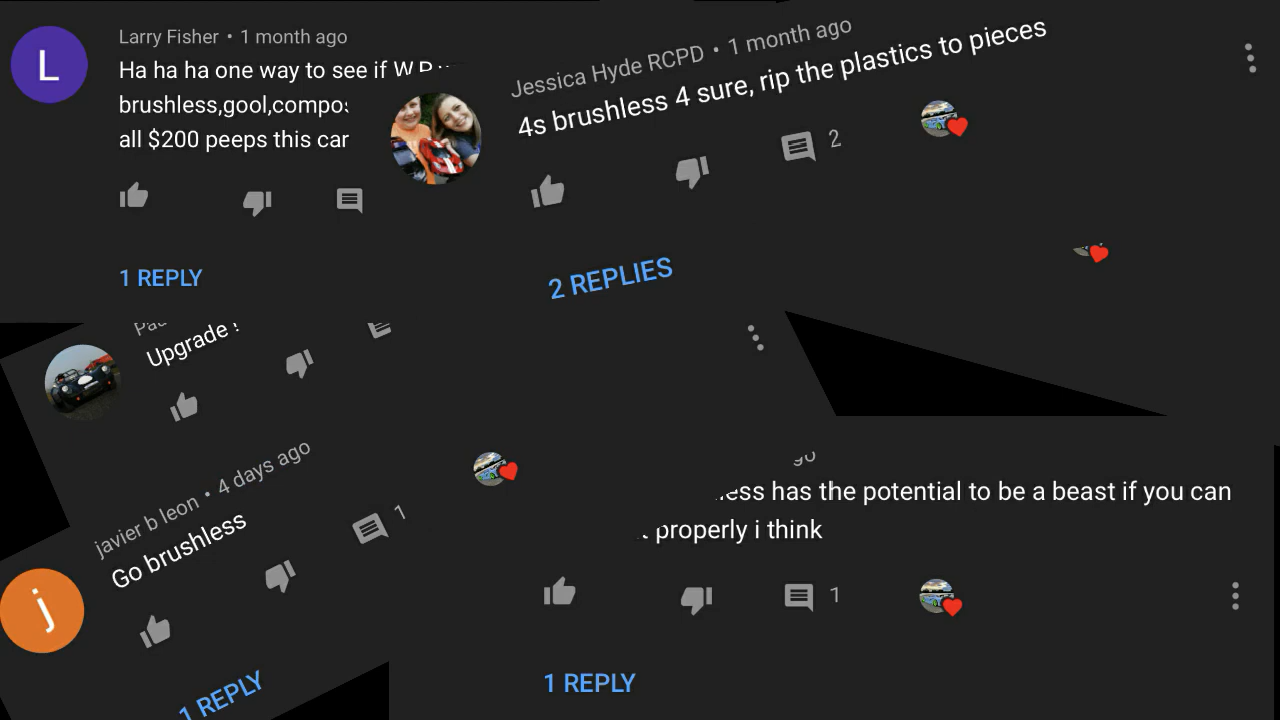 Larry Fisher • 1 month ago
Ha ha ha one way to see if
brushless,gool,compos
all $200 peeps this car
1 REPLY
Jessica Hyde RCPD • 1 month ago
4s brushless 4 sure, rip the plastics to pieces
2
2 REPLIES
Upgrade !
javier b leon • 4 days ago
Go brushless
1
1 REPLY
has the potential to be a beast if you can
properly i think
1
1 REPLY
L
j